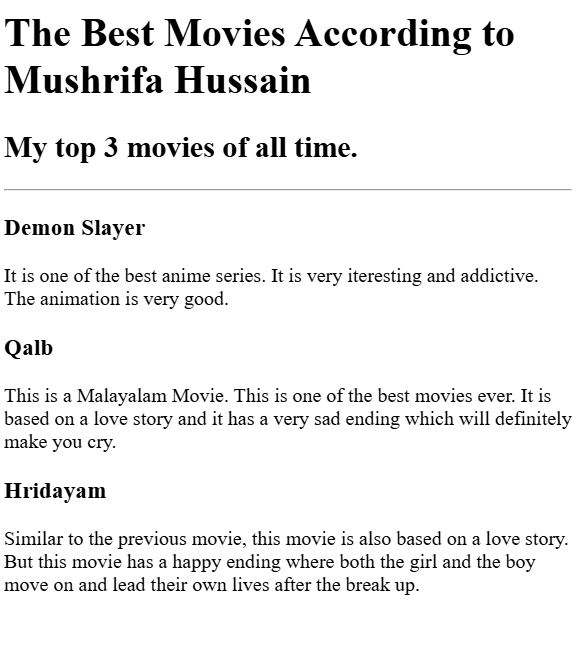 The Best Movies According to
Mushrifa Hussain
My top 3 movies of all time.
Demon Slayer
It is one of the best anime series. It is very iteresting and addictive.
The animation is very good.
Qalb
This is a Malayalam Movie. This is one of the best movies ever. It is
based on a love story and it has a very sad ending which will definitely
make you cry.
Hridayam
Similar to the previous movie, this movie is also based on a love story.
But this movie has a happy ending where both the girl and the boy
move on and lead their own lives after the break up.